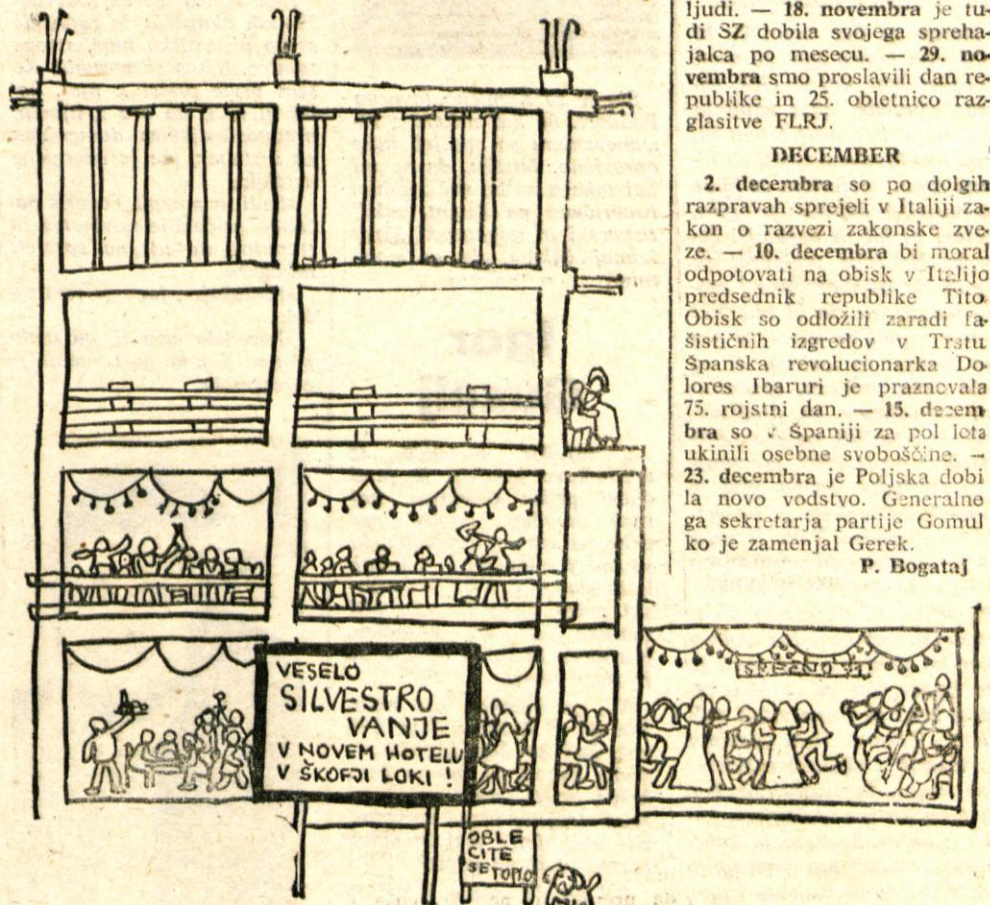 ljudi. — 18. novembra je tu-
di SZ dobila svojega spreha-
jalca po mesecu. — 29. no-
vembra smo proslavili dan re-
publike in 25. obletnico raz-
glasitve FLRJ.
DECEMBER
2. decembra so po dolgih
razpravah sprejeli v Italiji za-
kon o razvezi zakonske zve-
ze. — 10. decembra bi moral
odpotovati na obisk v Italijo
predsednik republike Tito.
Obisk so odložili zaradi fa-
šističnih izgredov v Trstu
Španska revolucionarka Do-
lores Ibaruri je praznovala
75. rojstni dan. — 15. decem
bra so v Španiji za pol leta
ukinili osebne svoboščine. —
23. decembra je Poljska dobi
la novo vodstvo. Generalne
ga sekretarja partije Gomul
ko je zamenjal Gerek.
P. Bogataj
SREČNO 71
VESELO
SILVESTRO
VANJE
V NOVEM HOTELU
V ŠKOFJI LOKI !
OBLE
CITE
SE TOPLO